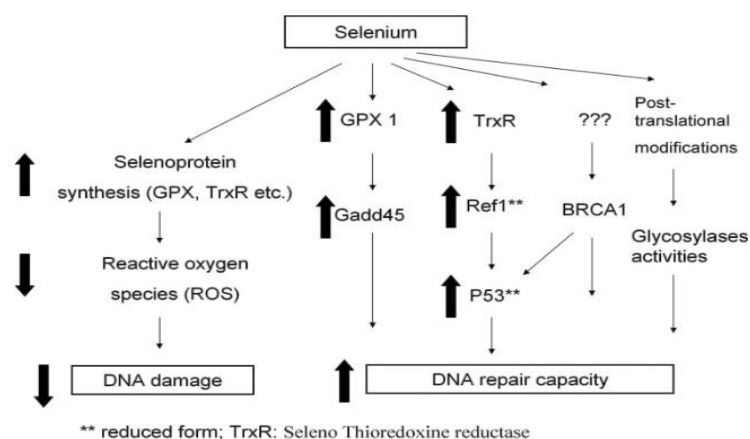 Selenium
GPX 1
TrxR
???
Post-
translational
modifications
Selenoprotein
synthesis (GPX, TrxR etc.)
Gadd45
Ref1**
BRCA1
Glycosylases
activities
Reactive oxygen
species (ROS)
P53**
DNA damage
DNA repair capacity
** reduced form; TrxR: Seleno Thioredoxine reductase